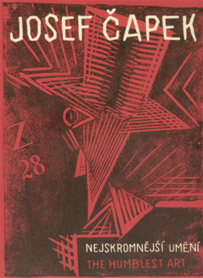 JOSEF ČAPEK
Z
28
NEJSKROMNĚJŠÍ UMĚNÍ
THE HUMBLEST ART